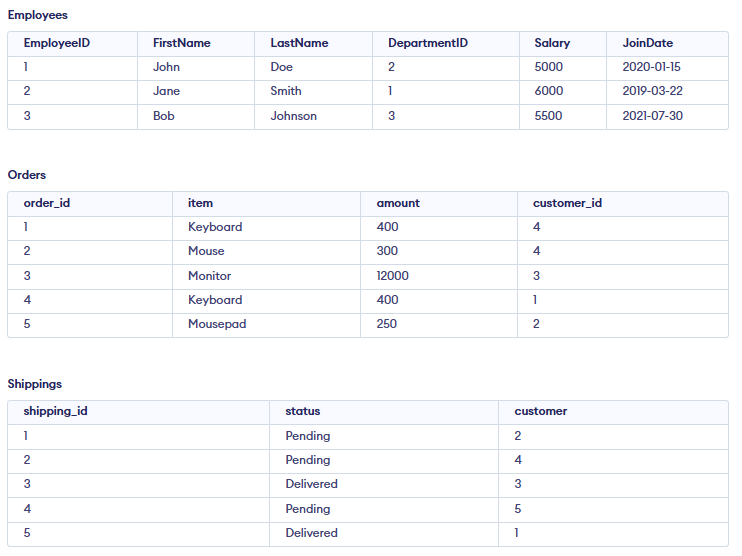 Employees
EmployeeID FirstName LastName DepartmentID Salary JoinDate
1 John Doe 2 5000 2020-01-15
2 Jane Smith 1 6000 2019-03-22
3 Bob Johnson 3 5500 2021-07-30
Orders
order_id item amount customer_id
1 Keyboard 400 4
2 Mouse 300 4
3 Monitor 12000 3
4 Keyboard 400 1
5 Mousepad 250 2
Shippings
shipping_id status customer
1 Pending 2
2 Pending 4
3 Delivered 3
4 Pending 5
5 Delivered 1